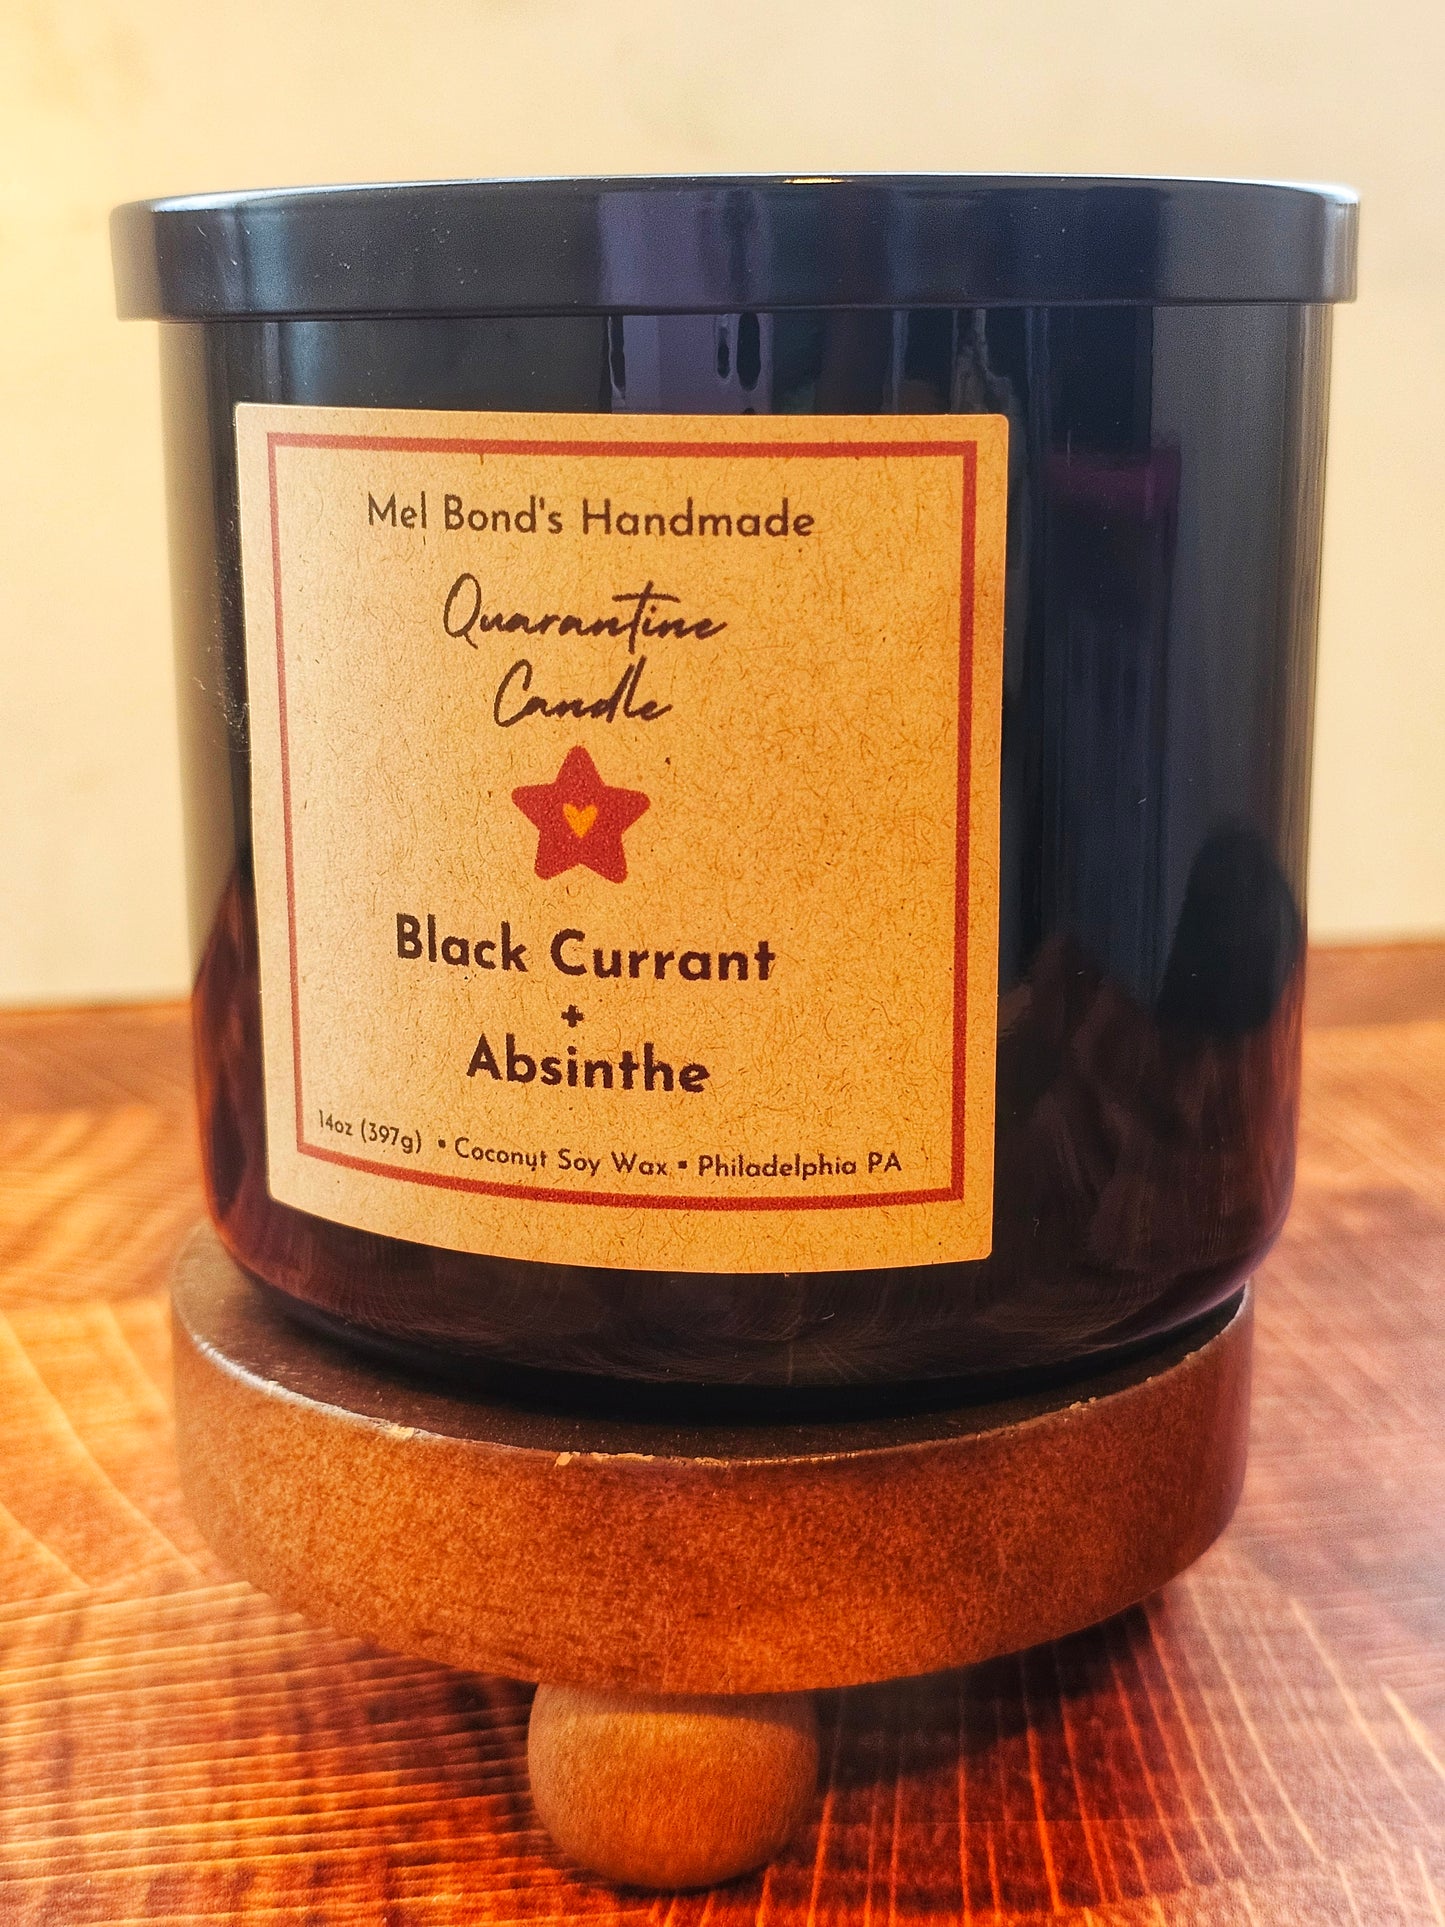 Mel Bond's Handmade
Quarantine
Candle
Black Currant
+
Absinthe
14oz (397g) • Coconut Soy Wax • Philadelphia PA